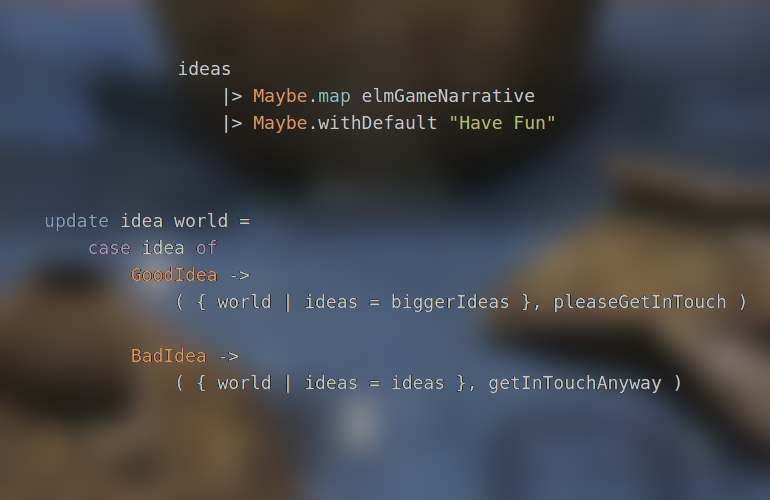 ideas
|> Maybe.map elmGameNarrative
|> Maybe.withDefault "Have Fun"
update idea world =
case idea of
GoodIdea ->
( { world | ideas = biggerIdeas }, pleaseGetInTouch )
BadIdea ->
( { world | ideas = ideas }, getInTouchAnyway )